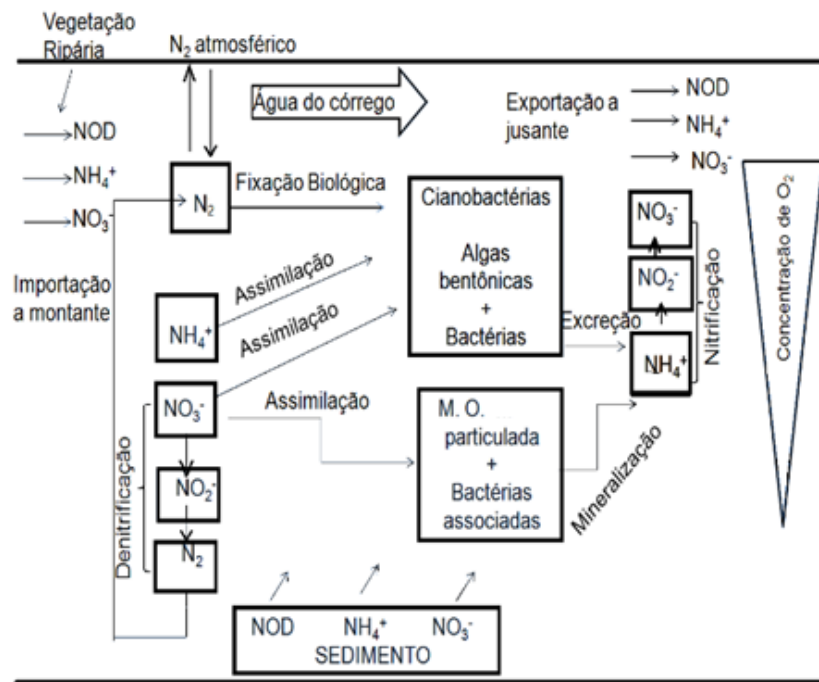 Vegetação
Ripária
N₂ atmosférico
Água do córrego
Exportação a
jusante
NOD
NH₄⁺
NO₃⁻
NOD
NH₄⁺
NO₃⁻
Importação
a montante
N₂
Fixação Biológica
Cianobactérias
Algas
bentônicas
+
Bactérias
Assimilação
NH₄⁺
Assimilação
NO₃⁻
Assimilação
NO₂⁻
N₂
Denitrificação
M. O.
particulada
+
Bactérias
associadas
Excreção
Mineralização
NO₃⁻
NO₂⁻
NH₄⁺
Nitrificação
Concentração de O₂
NOD NH₄⁺ NO₃⁻
SEDIMENTO